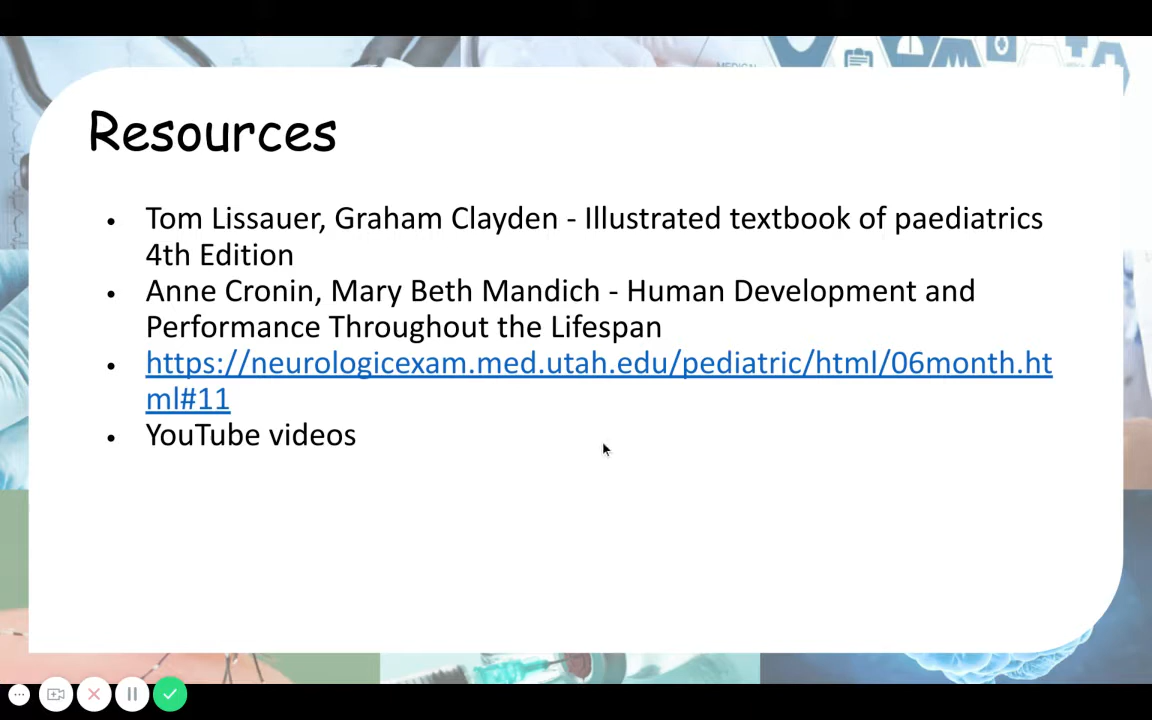 Resources
• Tom Lissauer, Graham Clayden - Illustrated textbook of paediatrics
4th Edition
• Anne Cronin, Mary Beth Mandich - Human Development and
Performance Throughout the Lifespan
• https://neurologicexam.med.utah.edu/pediatric/html/06month.ht
ml#11
• YouTube videos